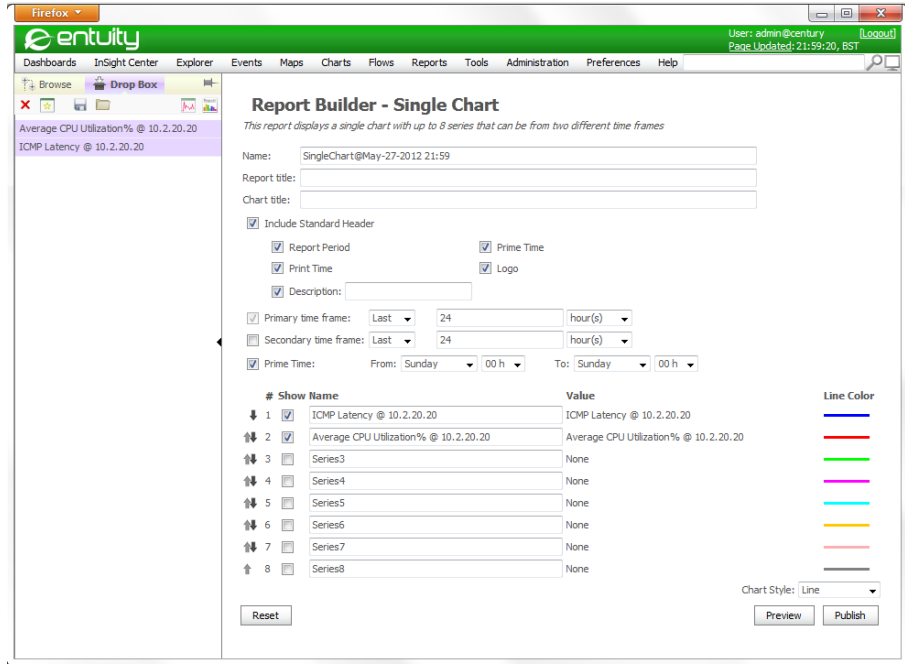 Firefox
entuity
User: admin@century [Logout]
Page Updated: 21:59:20, BST
Dashboards InSight Center Explorer Events Maps Charts Flows Reports Tools Administration Preferences Help
Browse Drop Box
Average CPU Utilization% @ 10.2.20.20
ICMP Latency @ 10.2.20.20
Report Builder - Single Chart
This report displays a single chart with up to 8 series that can be from two different time frames
Name: SingleChart@May-27-2012 21:59
Report title:
Chart title:
Include Standard Header
Report Period Prime Time
Print Time Logo
Description:
Primary time frame: Last 24 hour(s)
Secondary time frame: Last 24 hour(s)
Prime Time: From: Sunday 00 h To: Sunday 00 h
# Show Name Value Line Color
1 ICMP Latency @ 10.2.20.20 ICMP Latency @ 10.2.20.20
2 Average CPU Utilization% @ 10.2.20.20 Average CPU Utilization% @ 10.2.20.20
3 Series3 None
4 Series4 None
5 Series5 None
6 Series6 None
7 Series7 None
8 Series8 None
Chart Style: Line
Reset Preview Publish